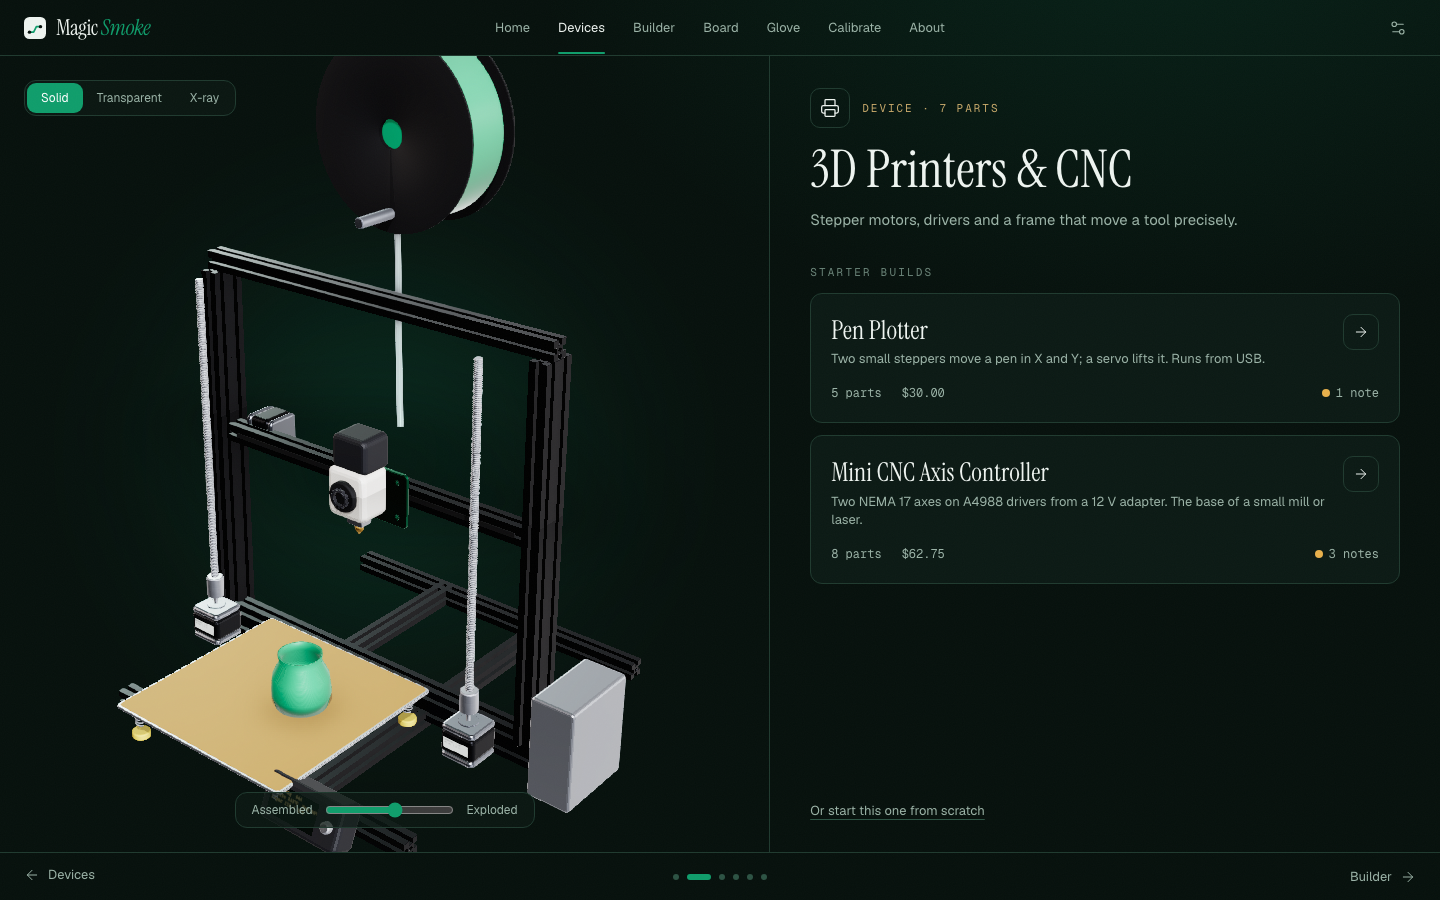 Magic Smoke
Home
Devices
Builder
Board
Glove
Calibrate
About
Solid
Transparent
X-ray
DEVICE · 7 PARTS
3D Printers & CNC
Stepper motors, drivers and a frame that move a tool precisely.
STARTER BUILDS
Pen Plotter
Two small steppers move a pen in X and Y; a servo lifts it. Runs from USB.
5 parts $30.00
1 note
Mini CNC Axis Controller
Two NEMA 17 axes on A4988 drivers from a 12 V adapter. The base of a small mill or
laser.
8 parts $62.75
3 notes
Assembled
Exploded
Or start this one from scratch
Devices
Builder